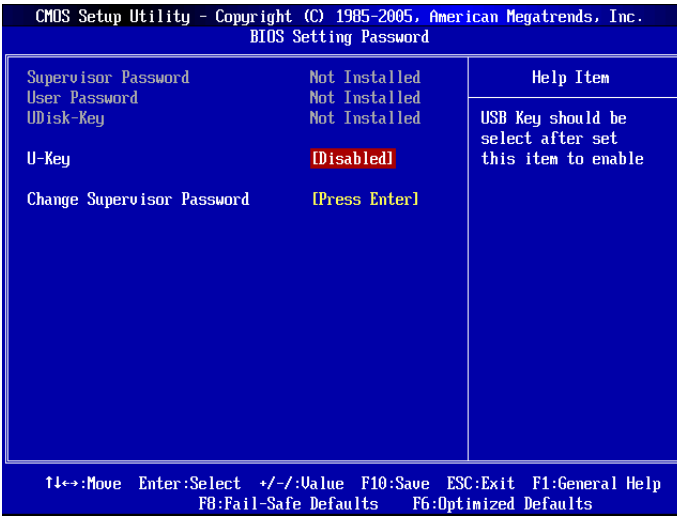 CMOS Setup Utility - Copyright (C) 1985-2005, American Megatrends, Inc.
BIOS Setting Password
Supervisor Password Not Installed
User Password Not Installed
UDisk-Key Not Installed
U-Key [Disabled]
Change Supervisor Password [Press Enter]
Help Item
USB Key should be
select after set
this item to enable
↑↓↔:Move Enter:Select +/-/:Value F10:Save ESC:Exit F1:General Help
F8:Fail-Safe Defaults F6:Optimized Defaults